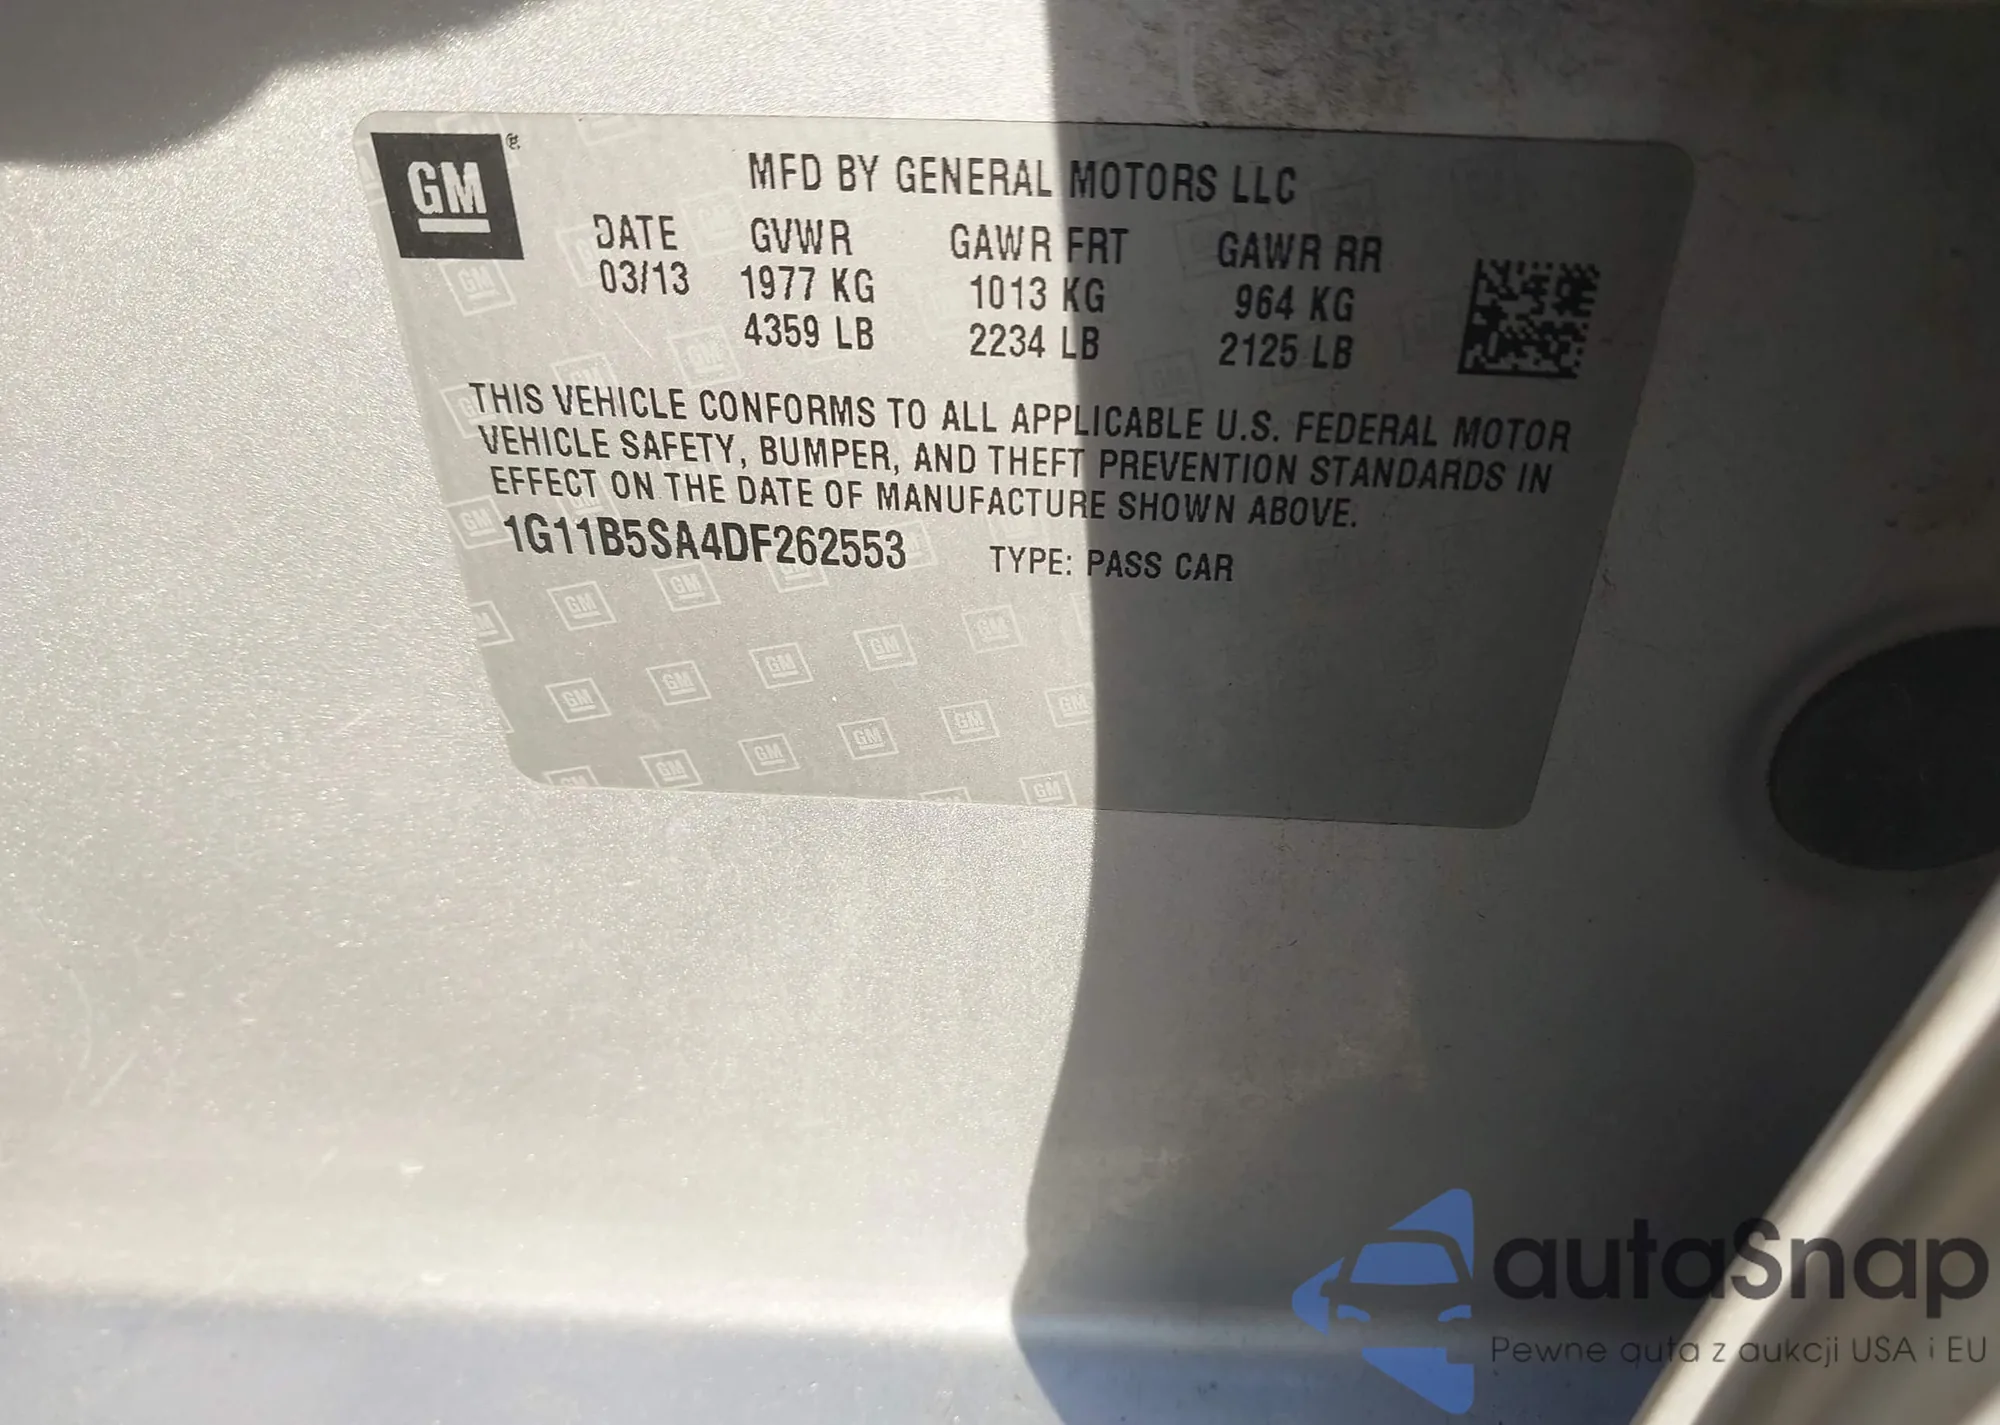 GM
MFD BY GENERAL MOTORS LLC
DATE GVWR GAWR FRT GAWR RR
03/13 1977 KG 1013 KG 964 KG
4359 LB 2234 LB 2125 LB
THIS VEHICLE CONFORMS TO ALL APPLICABLE U.S. FEDERAL MOTOR
VEHICLE SAFETY, BUMPER, AND THEFT PREVENTION STANDARDS IN
EFFECT ON THE DATE OF MANUFACTURE SHOWN ABOVE.
1G11B5SA4DF262553 TYPE: PASS CAR
autaSnap
Pewne auta z aukcji USA i EU